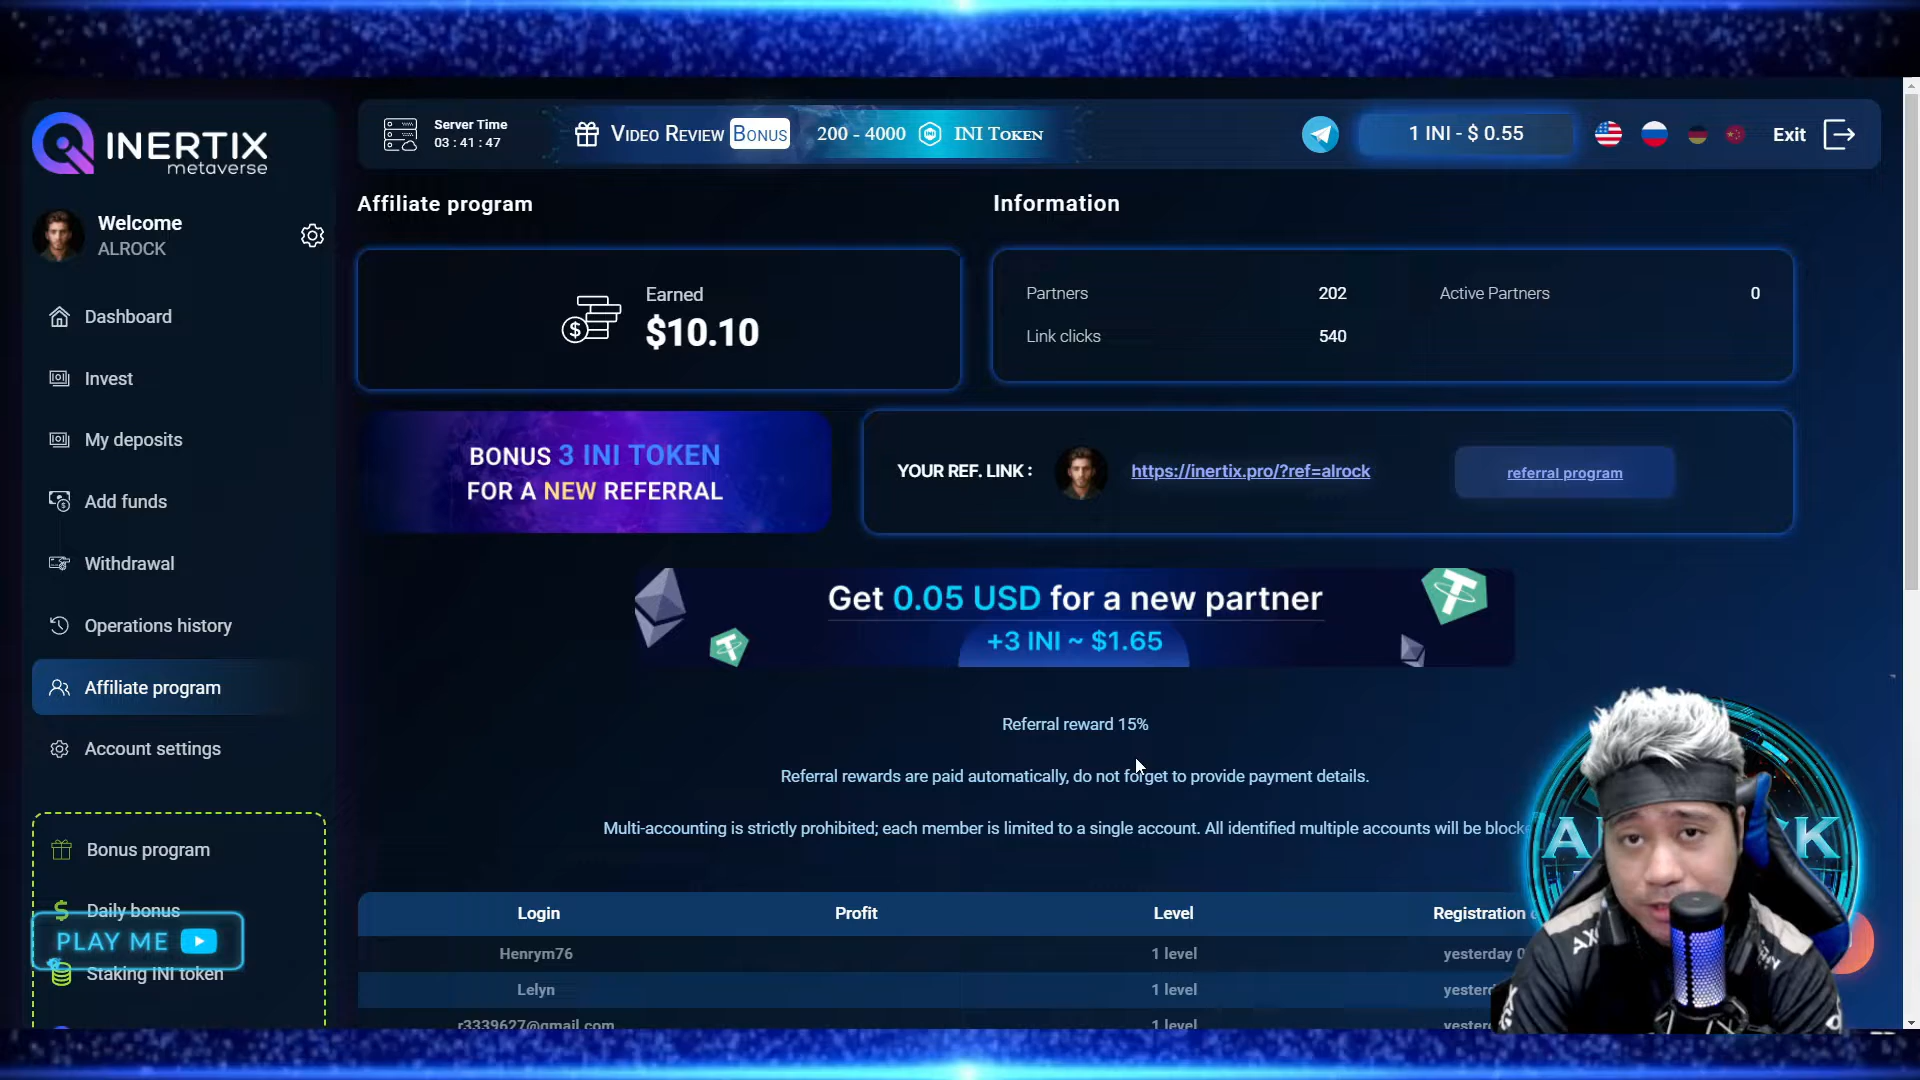 INERTIX
metaverse
Server Time
03 : 41 : 47
VIDEO REVIEW BONUS
200 - 4000 INI TOKEN
1 INI - $ 0.55
Exit
Welcome
ALROCK
Dashboard
Invest
My deposits
Add funds
Withdrawal
Operations history
Affiliate program
Account settings
Bonus program
Daily bonus
PLAY ME
Staking INI token
Affiliate program
Earned
$10.10
Information
Partners 202 Active Partners 0
Link clicks 540
BONUS 3 INI TOKEN
FOR A NEW REFERRAL
YOUR REF. LINK : https://inertix.pro/?ref=alrock
referral program
Get 0.05 USD for a new partner
+3 INI ~ $1.65
Referral reward 15%
Referral rewards are paid automatically, do not forget to provide payment details.
Multi-accounting is strictly prohibited; each member is limited to a single account. All identified multiple accounts will be
Login Profit Level Registration
Henrym76 1 level yesterday
Lelyn 1 level
r3339627@gmail.com 1 level